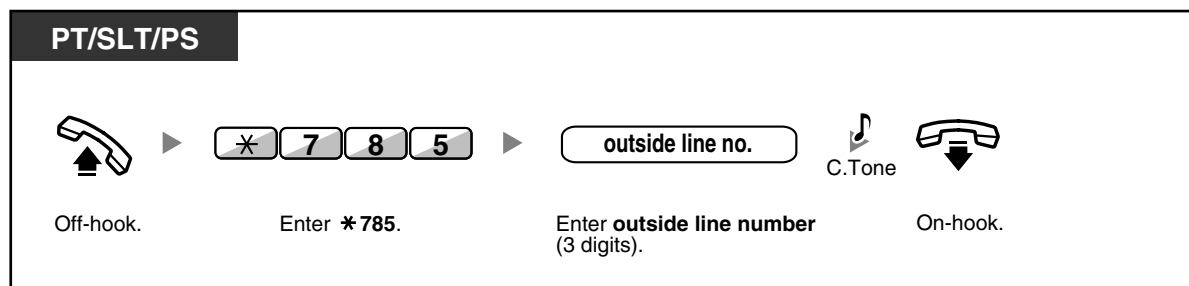 PT/SLT/PS
* 7 8 5
outside line no.
C.Tone
Off-hook.
Enter *785.
Enter outside line number
(3 digits).
On-hook.